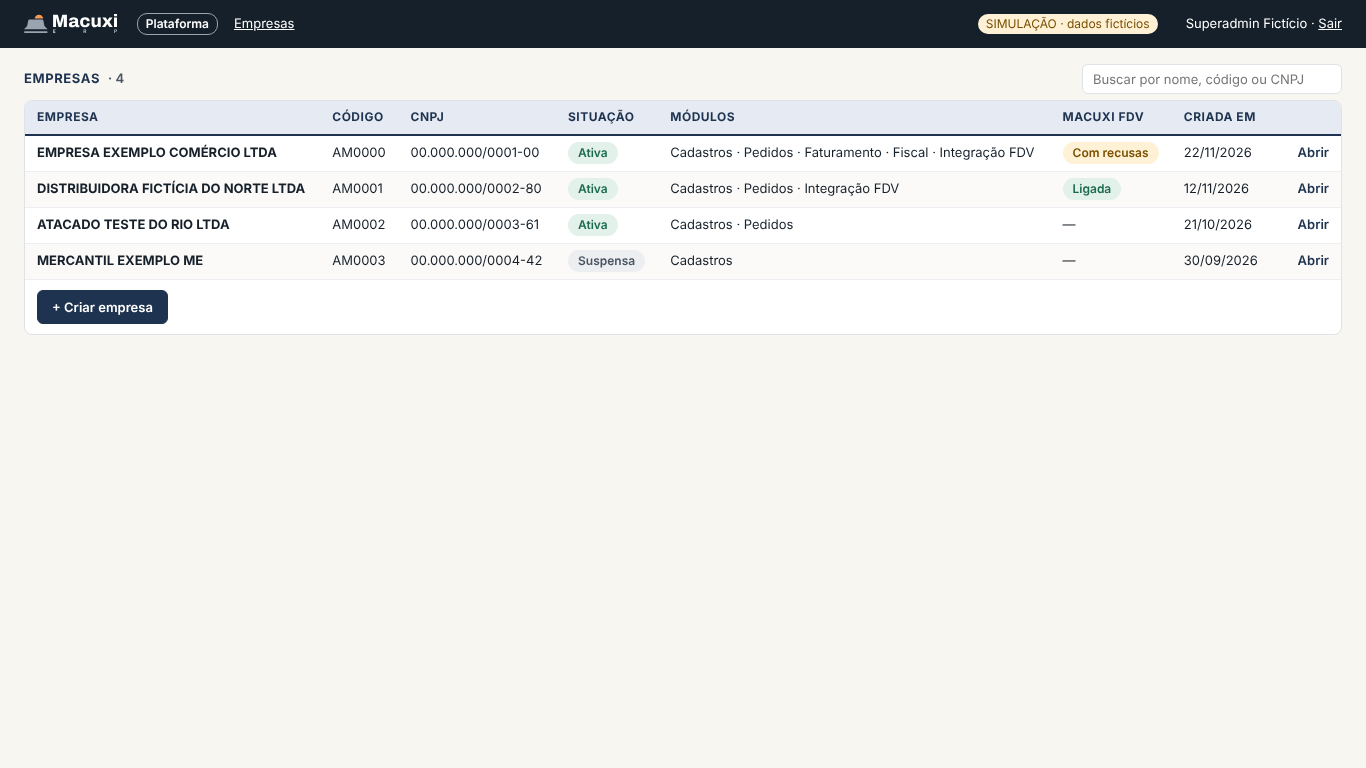 Macuxi Plataforma Empresas SIMULAÇÃO · dados fictícios Superadmin Fictício · Sair
E R P
EMPRESAS · 4 Buscar por nome, código ou CNPJ
EMPRESA CÓDIGO CNPJ SITUAÇÃO MÓDULOS MACUXI FDV CRIADA EM
EMPRESA EXEMPLO COMÉRCIO LTDA AM0000 00.000.000/0001-00 Ativa Cadastros · Pedidos · Faturamento · Fiscal · Integração FDV Com recusas 22/11/2026 Abrir
DISTRIBUIDORA FICTÍCIA DO NORTE LTDA AM0001 00.000.000/0002-80 Ativa Cadastros · Pedidos · Integração FDV Ligada 12/11/2026 Abrir
ATACADO TESTE DO RIO LTDA AM0002 00.000.000/0003-61 Ativa Cadastros · Pedidos — 21/10/2026 Abrir
MERCANTIL EXEMPLO ME AM0003 00.000.000/0004-42 Suspensa Cadastros — 30/09/2026 Abrir
+ Criar empresa